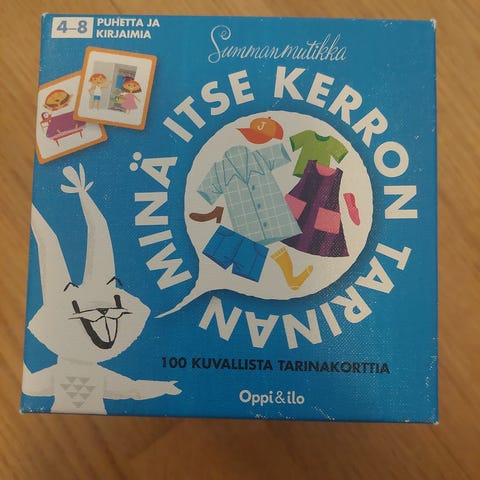 4–8
PUHETTA JA
KIRJAIMIA
Summanmutikka
MINÄ ITSE KERRON TARINAN
J
100 KUVALLISTA TARINAKORTTIA
Oppi&ilo